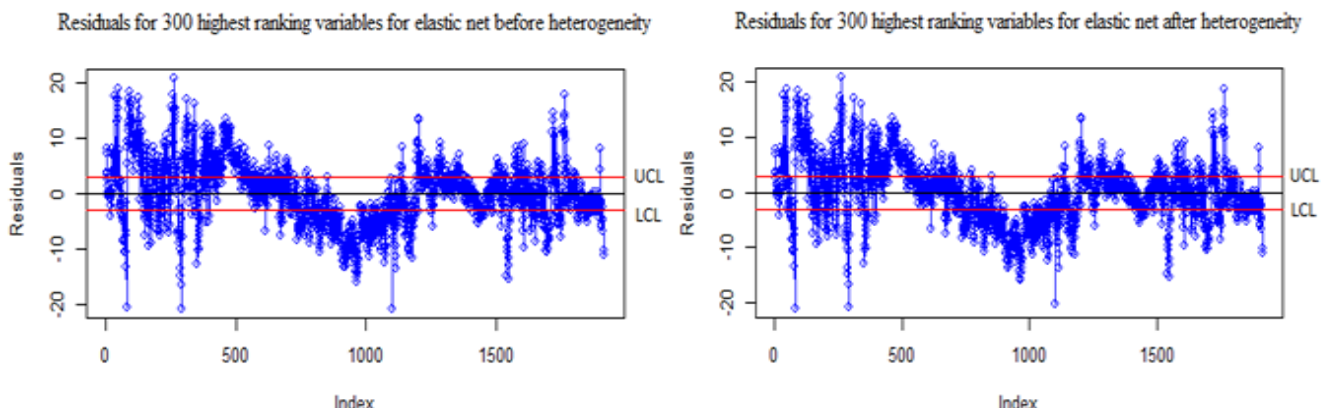 Residuals for 300 highest ranking variables for elastic net before heterogeneity
Residuals
20
10
0
-10
-20
UCL
LCL
0 500 1000 1500
Index
Residuals for 300 highest ranking variables for elastic net after heterogeneity
Residuals
20
10
0
-10
-20
UCL
LCL
0 500 1000 1500
Index